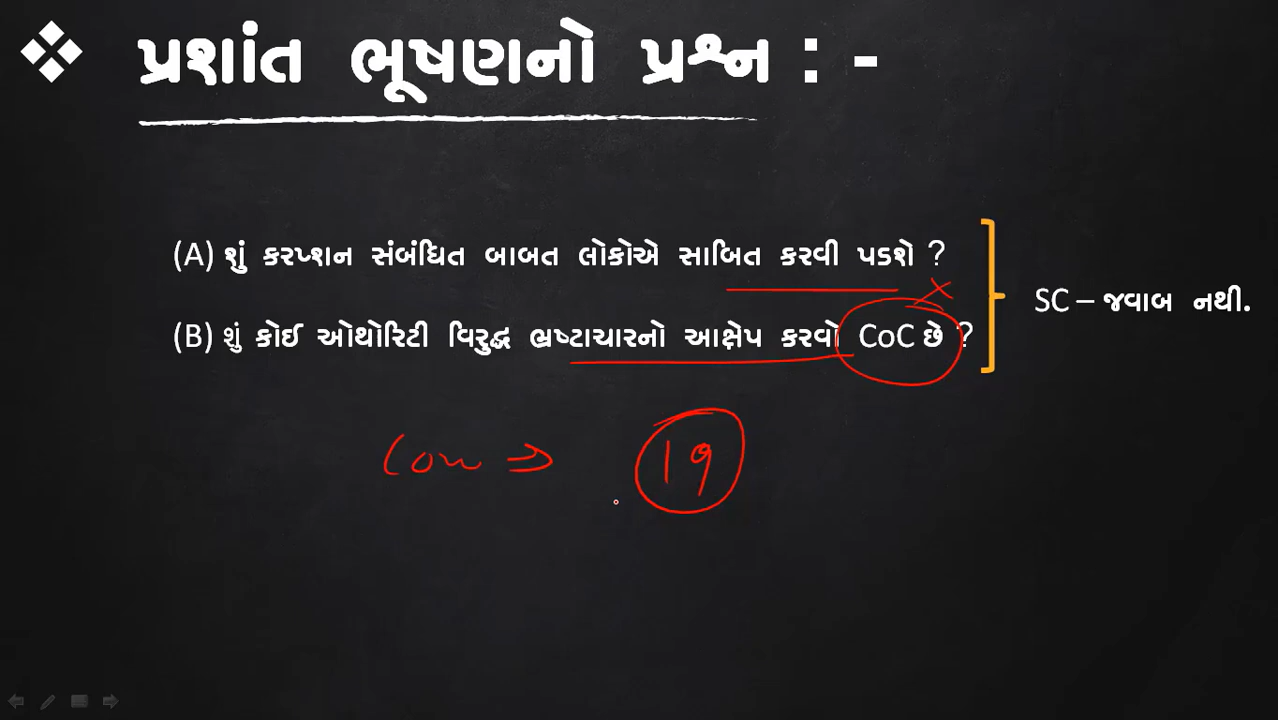 પ્રશાંત ભૂષણનો પ્રશ્ન : -
(A) શું કરપ્શન સંબંધિત બાબત લોકોએ સાબિત કરવી પડશે ?
SC – જવાબ નથી.
(B) શું કોઈ ઓથોરિટી વિરુદ્ધ ભ્રષ્ટાચારનો આક્ષેપ કરવો CoC છે ?
Con ⇒ 19